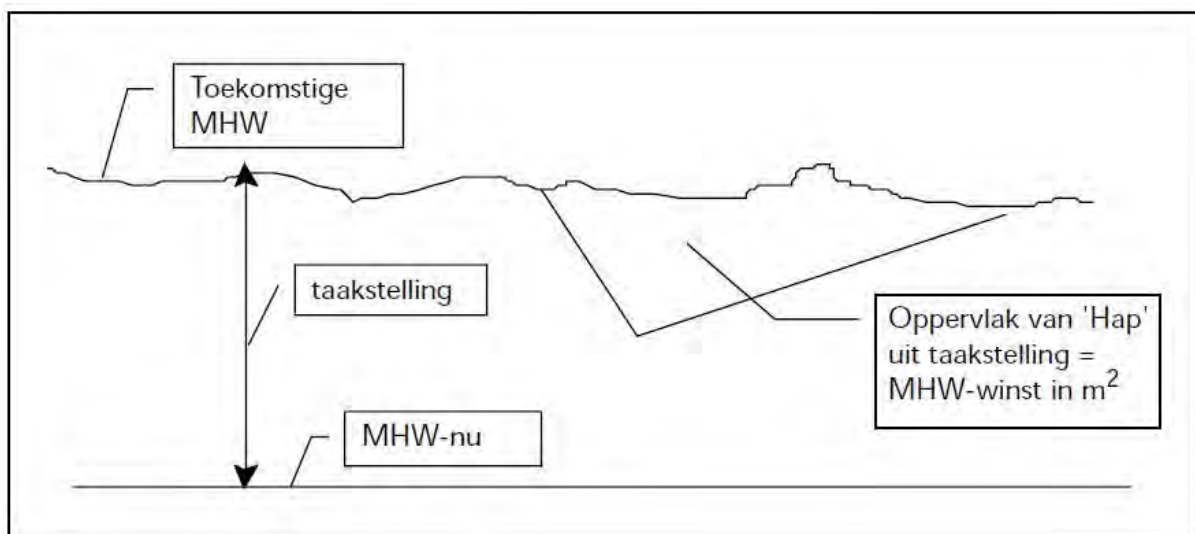 Toekomstige
MHW
taakstelling
Oppervlak van 'Hap'
uit taakstelling =
MHW-winst in m²
MHW-nu